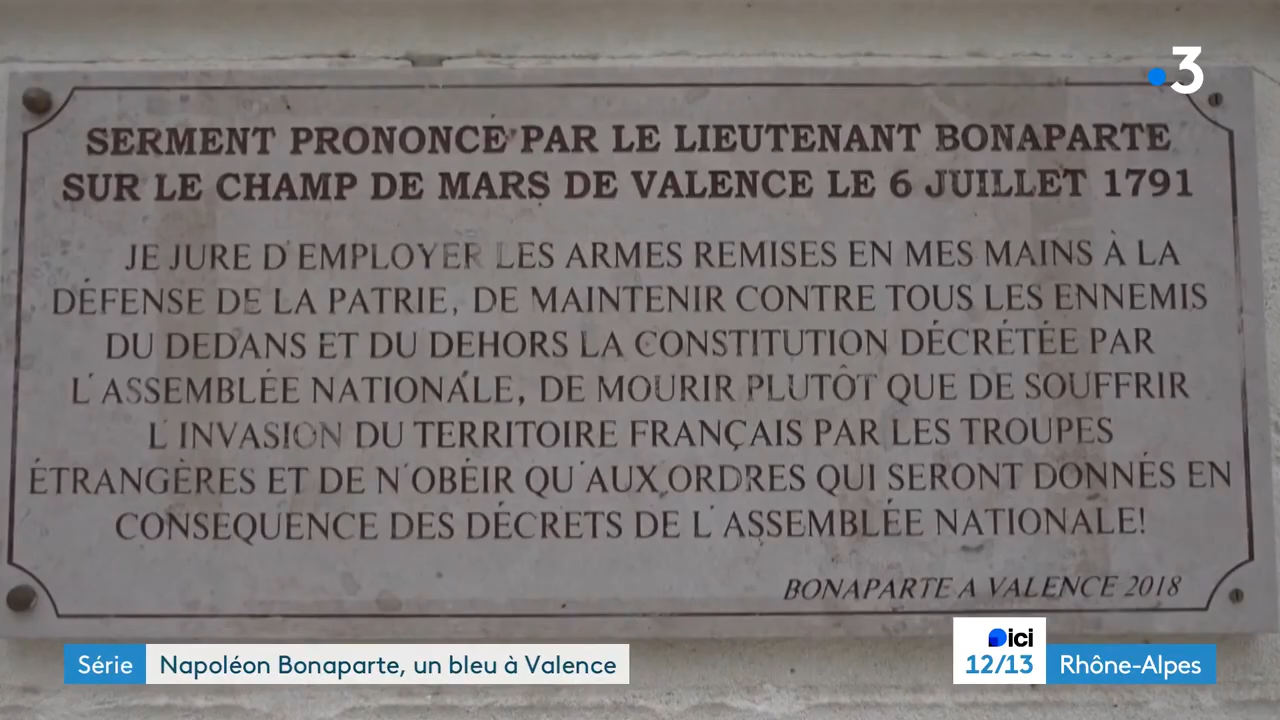 3
SERMENT PRONONCE PAR LE LIEUTENANT BONAPARTE
SUR LE CHAMP DE MARS DE VALENCE LE 6 JUILLET 1791
JE JURE D'EMPLOYER LES ARMES REMISES EN MES MAINS À LA
DÉFENSE DE LA PATRIE, DE MAINTENIR CONTRE TOUS LES ENNEMIS
DU DEDANS ET DU DEHORS LA CONSTITUTION DÉCRÉTÉE PAR
L'ASSEMBLÉE NATIONALE, DE MOURIR PLUTÔT QUE DE SOUFFRIR
L'INVASION DU TERRITOIRE FRANÇAIS PAR LES TROUPES
ÉTRANGÈRES ET DE N'OBÉIR QU'AUX ORDRES QUI SERONT DONNÉS EN
CONSEQUENCE DES DÉCRETS DE L'ASSEMBLÉE NATIONALE!
BONAPARTE A VALENCE 2018
Série Napoléon Bonaparte, un bleu à Valence
ici
12/13 Rhône-Alpes